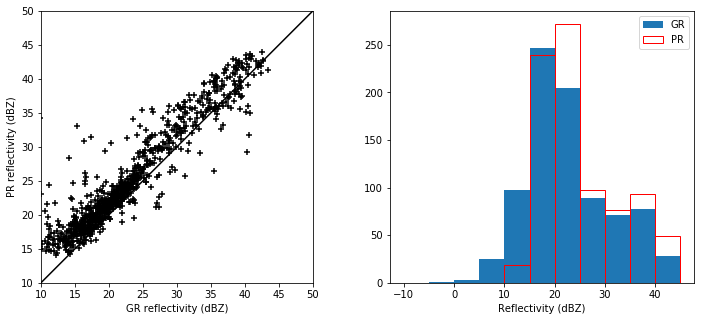 50
45
40
35
30
25
20
15
10
PR reflectivity (dBZ)
10 15 20 25 30 35 40 45 50
GR reflectivity (dBZ)
250
200
150
100
50
0
GR
PR
−10 0 10 20 30 40
Reflectivity (dBZ)